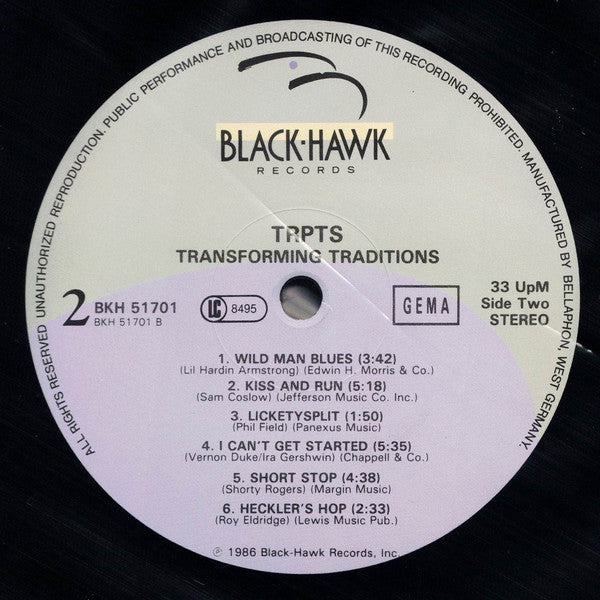 ALL RIGHTS RESERVED UNAUTHORIZED REPRODUCTION. PUBLIC PERFORMANCE AND BROADCASTING OF THIS RECORDING PROHIBITED. MANUFACTURED BY BELLAPHON, WEST GERMANY.
BLACK·HAWK
RECORDS
TRPTS
TRANSFORMING TRADITIONS
2 BKH 51701
BKH 51701 B
LC 8495
GEMA
33 UpM
Side Two
STEREO
1. WILD MAN BLUES (3:42)
(Lil Hardin Armstrong) (Edwin H. Morris & Co.)
2. KISS AND RUN (5:18)
(Sam Coslow) (Jefferson Music Co. Inc.)
3. LICKETYSPLIT (1:50)
(Phil Field) (Panexus Music)
4. I CAN'T GET STARTED (5:35)
(Vernon Duke/Ira Gershwin) (Chappell & Co.)
5. SHORT STOP (4:38)
(Shorty Rogers) (Margin Music)
6. HECKLER'S HOP (2:33)
(Roy Eldridge) (Lewis Music Pub.)
℗ 1986 Black-Hawk Records, Inc.